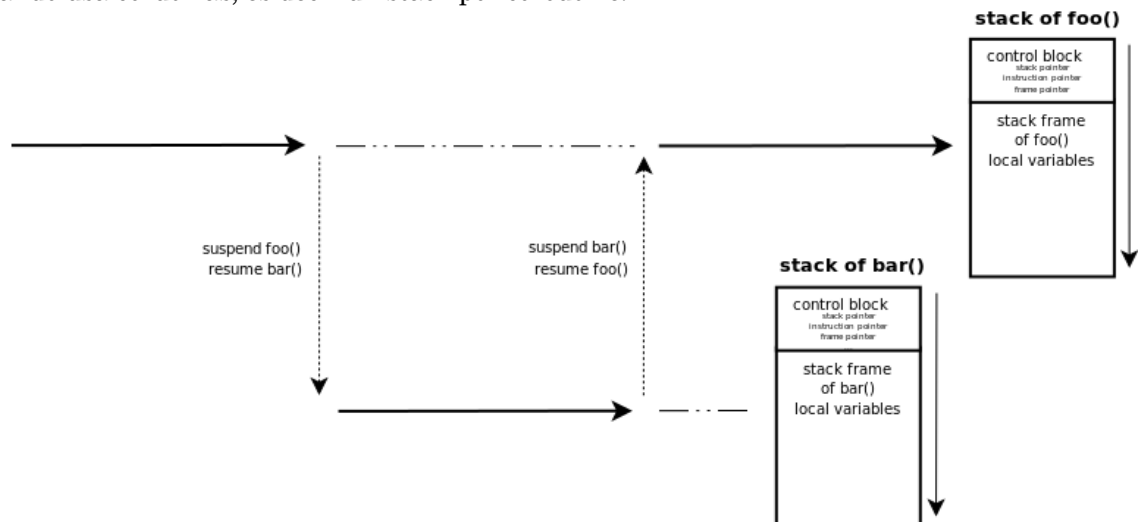 stack of foo()
control block
stack pointer
instruction pointer
frame pointer
stack frame
of foo()
local variables
suspend foo()
resume bar()
suspend bar()
resume foo()
stack of bar()
control block
stack pointer
instruction pointer
frame pointer
stack frame
of bar()
local variables